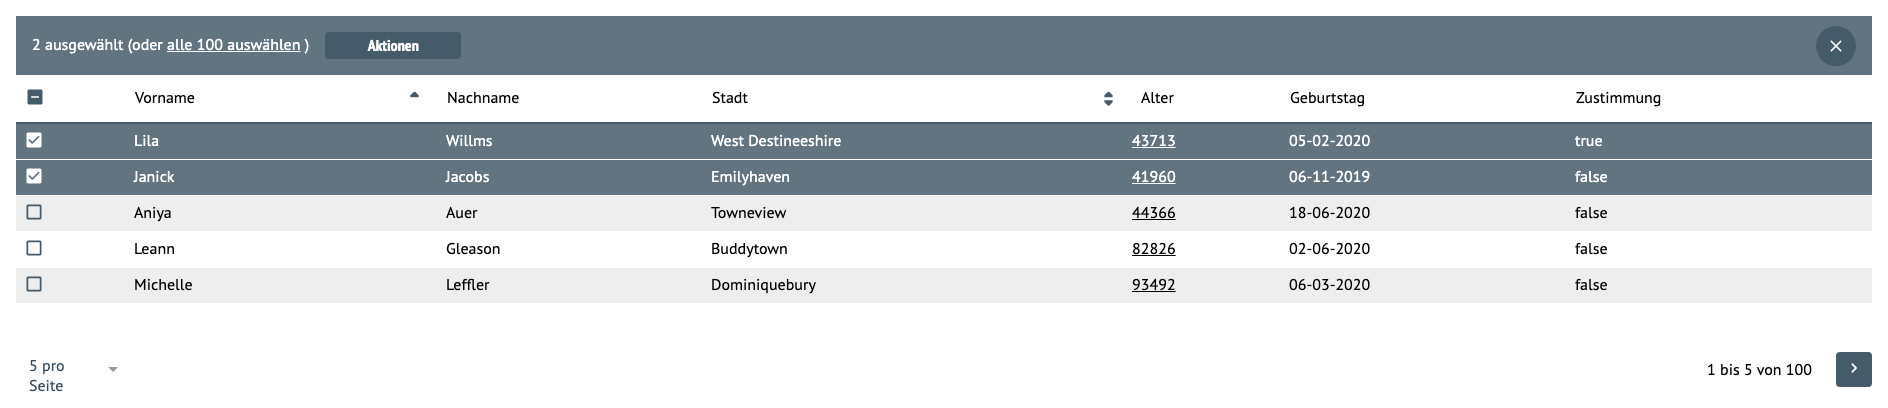 2 ausgewählt (oder alle 100 auswählen ) Aktionen
Vorname Nachname Stadt Alter Geburtstag Zustimmung
Lila Willms West Destineeshire 43713 05-02-2020 true
Janick Jacobs Emilyhaven 41960 06-11-2019 false
Aniya Auer Towneview 44366 18-06-2020 false
Leann Gleason Buddytown 82826 02-06-2020 false
Michelle Leffler Dominiquebury 93492 06-03-2020 false
5 pro
Seite
1 bis 5 von 100